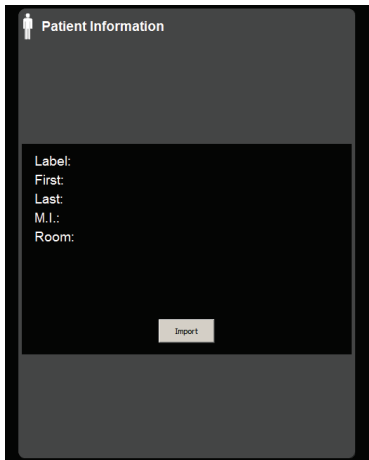 Patient Information
Label:
First:
Last:
M.I.:
Room:
Import